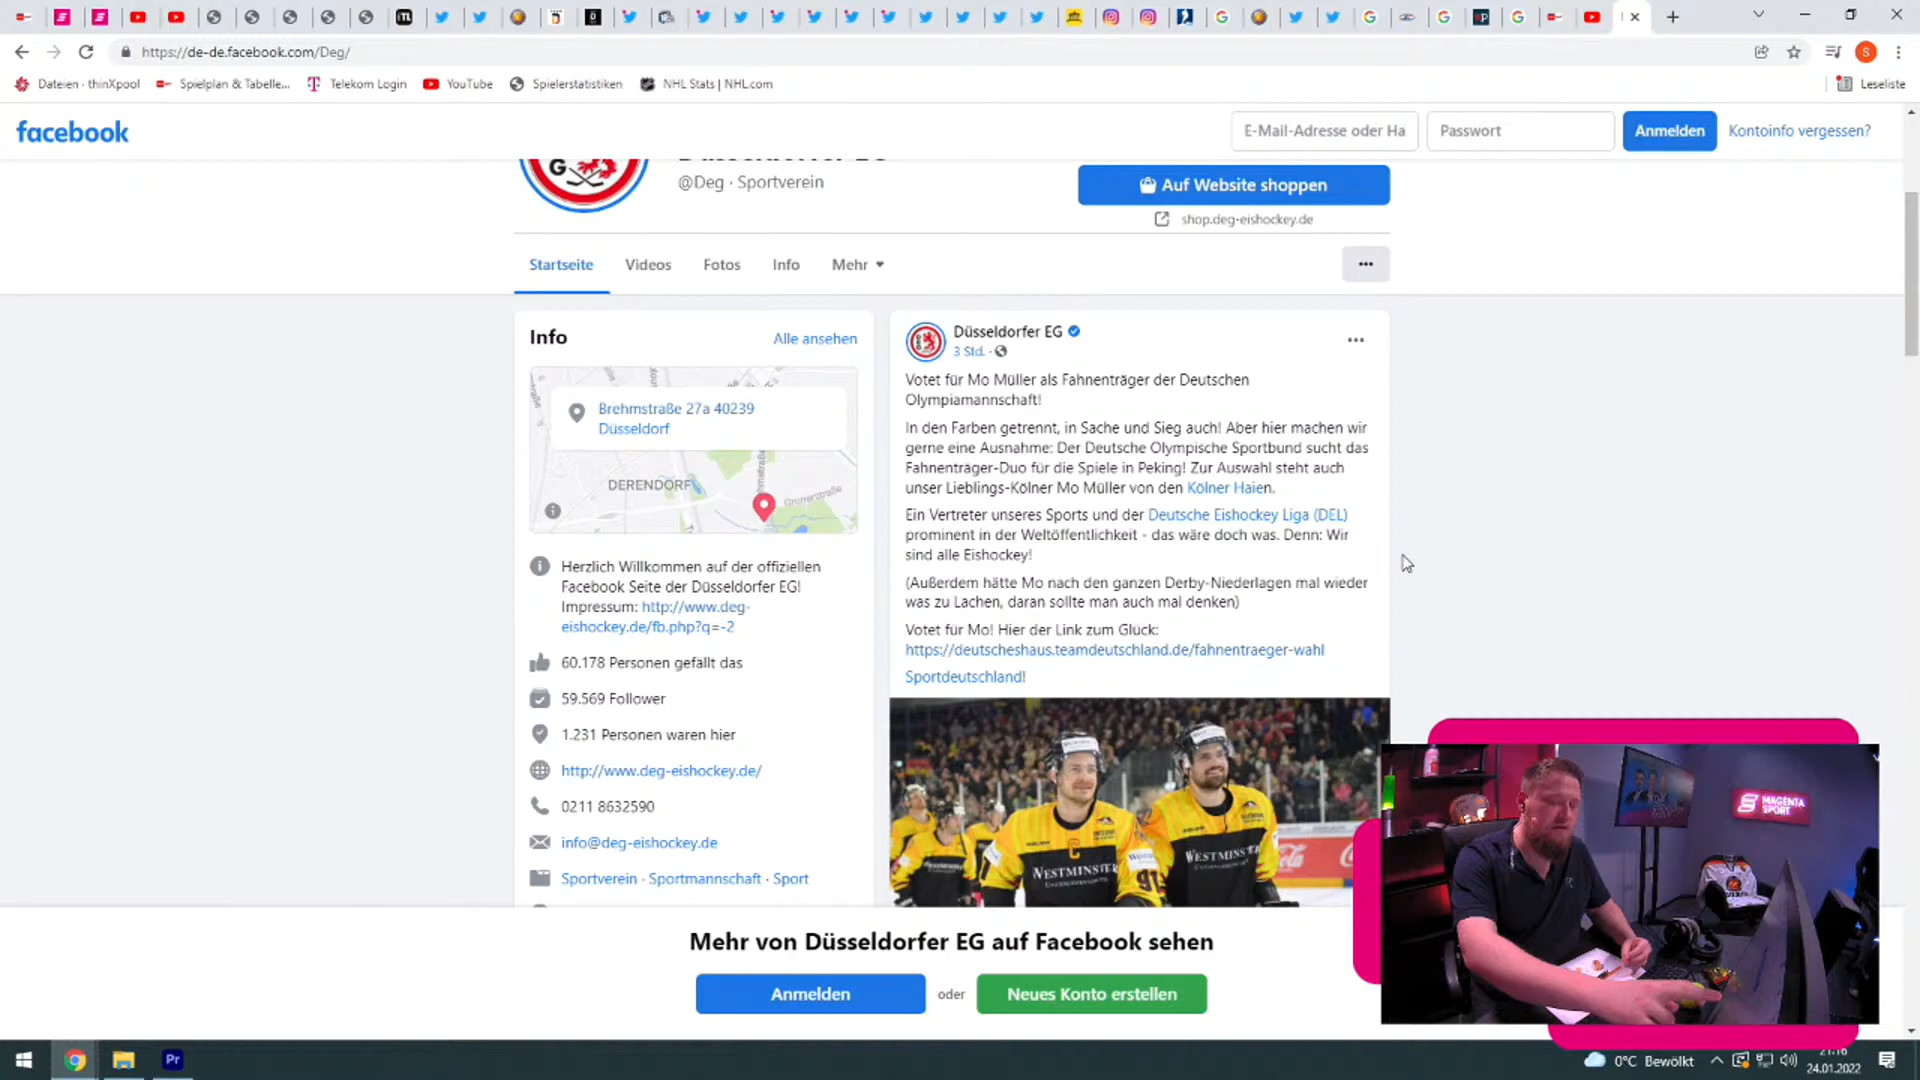 https://de-de.facebook.com/Deg/
Dateien · thinXpool
Spielplan & Tabelle...
Telekom Login
YouTube
Spielerstatistiken
NHL Stats | NHL.com
Leseliste
facebook
E-Mail-Adresse oder Ha
Passwort
Anmelden
Kontoinfo vergessen?
@Deg · Sportverein
Auf Website shoppen
shop.deg-eishockey.de
Startseite
Videos
Fotos
Info
Mehr
Info
Alle ansehen
Brehmstraße 27a 40239
Düsseldorf
DERENDORF
Herzlich Willkommen auf der offiziellen
Facebook Seite der Düsseldorfer EG!
Impressum: http://www.deg-
eishockey.de/fb.php?q=-2
60.178 Personen gefällt das
59.569 Follower
1.231 Personen waren hier
http://www.deg-eishockey.de/
0211 8632590
info@deg-eishockey.de
Sportverein · Sportmannschaft · Sport
Düsseldorfer EG
3 Std. ·
Votet für Mo Müller als Fahnenträger der Deutschen
Olympiamannschaft!
In den Farben getrennt, in Sache und Sieg auch! Aber hier machen wir
gerne eine Ausnahme: Der Deutsche Olympische Sportbund sucht das
Fahnenträger-Duo für die Spiele in Peking! Zur Auswahl steht auch
unser Lieblings-Kölner Mo Müller von den Kölner Haien.
Ein Vertreter unseres Sports und der Deutsche Eishockey Liga (DEL)
prominent in der Weltöffentlichkeit - das wäre doch was. Denn: Wir
sind alle Eishockey!
(Außerdem hätte Mo nach den ganzen Derby-Niederlagen mal wieder
was zu Lachen, daran sollte man auch mal denken)
Votet für Mo! Hier der Link zum Glück:
https://deutscheshaus.teamdeutschland.de/fahnentraeger-wahl
Sportdeutschland!
WESTMINSTER
WESTMINSTER
91
MAGENTA
SPORT
Mehr von Düsseldorfer EG auf Facebook sehen
Anmelden
oder
Neues Konto erstellen
Pr
0°C Bewölkt
24.01.2022